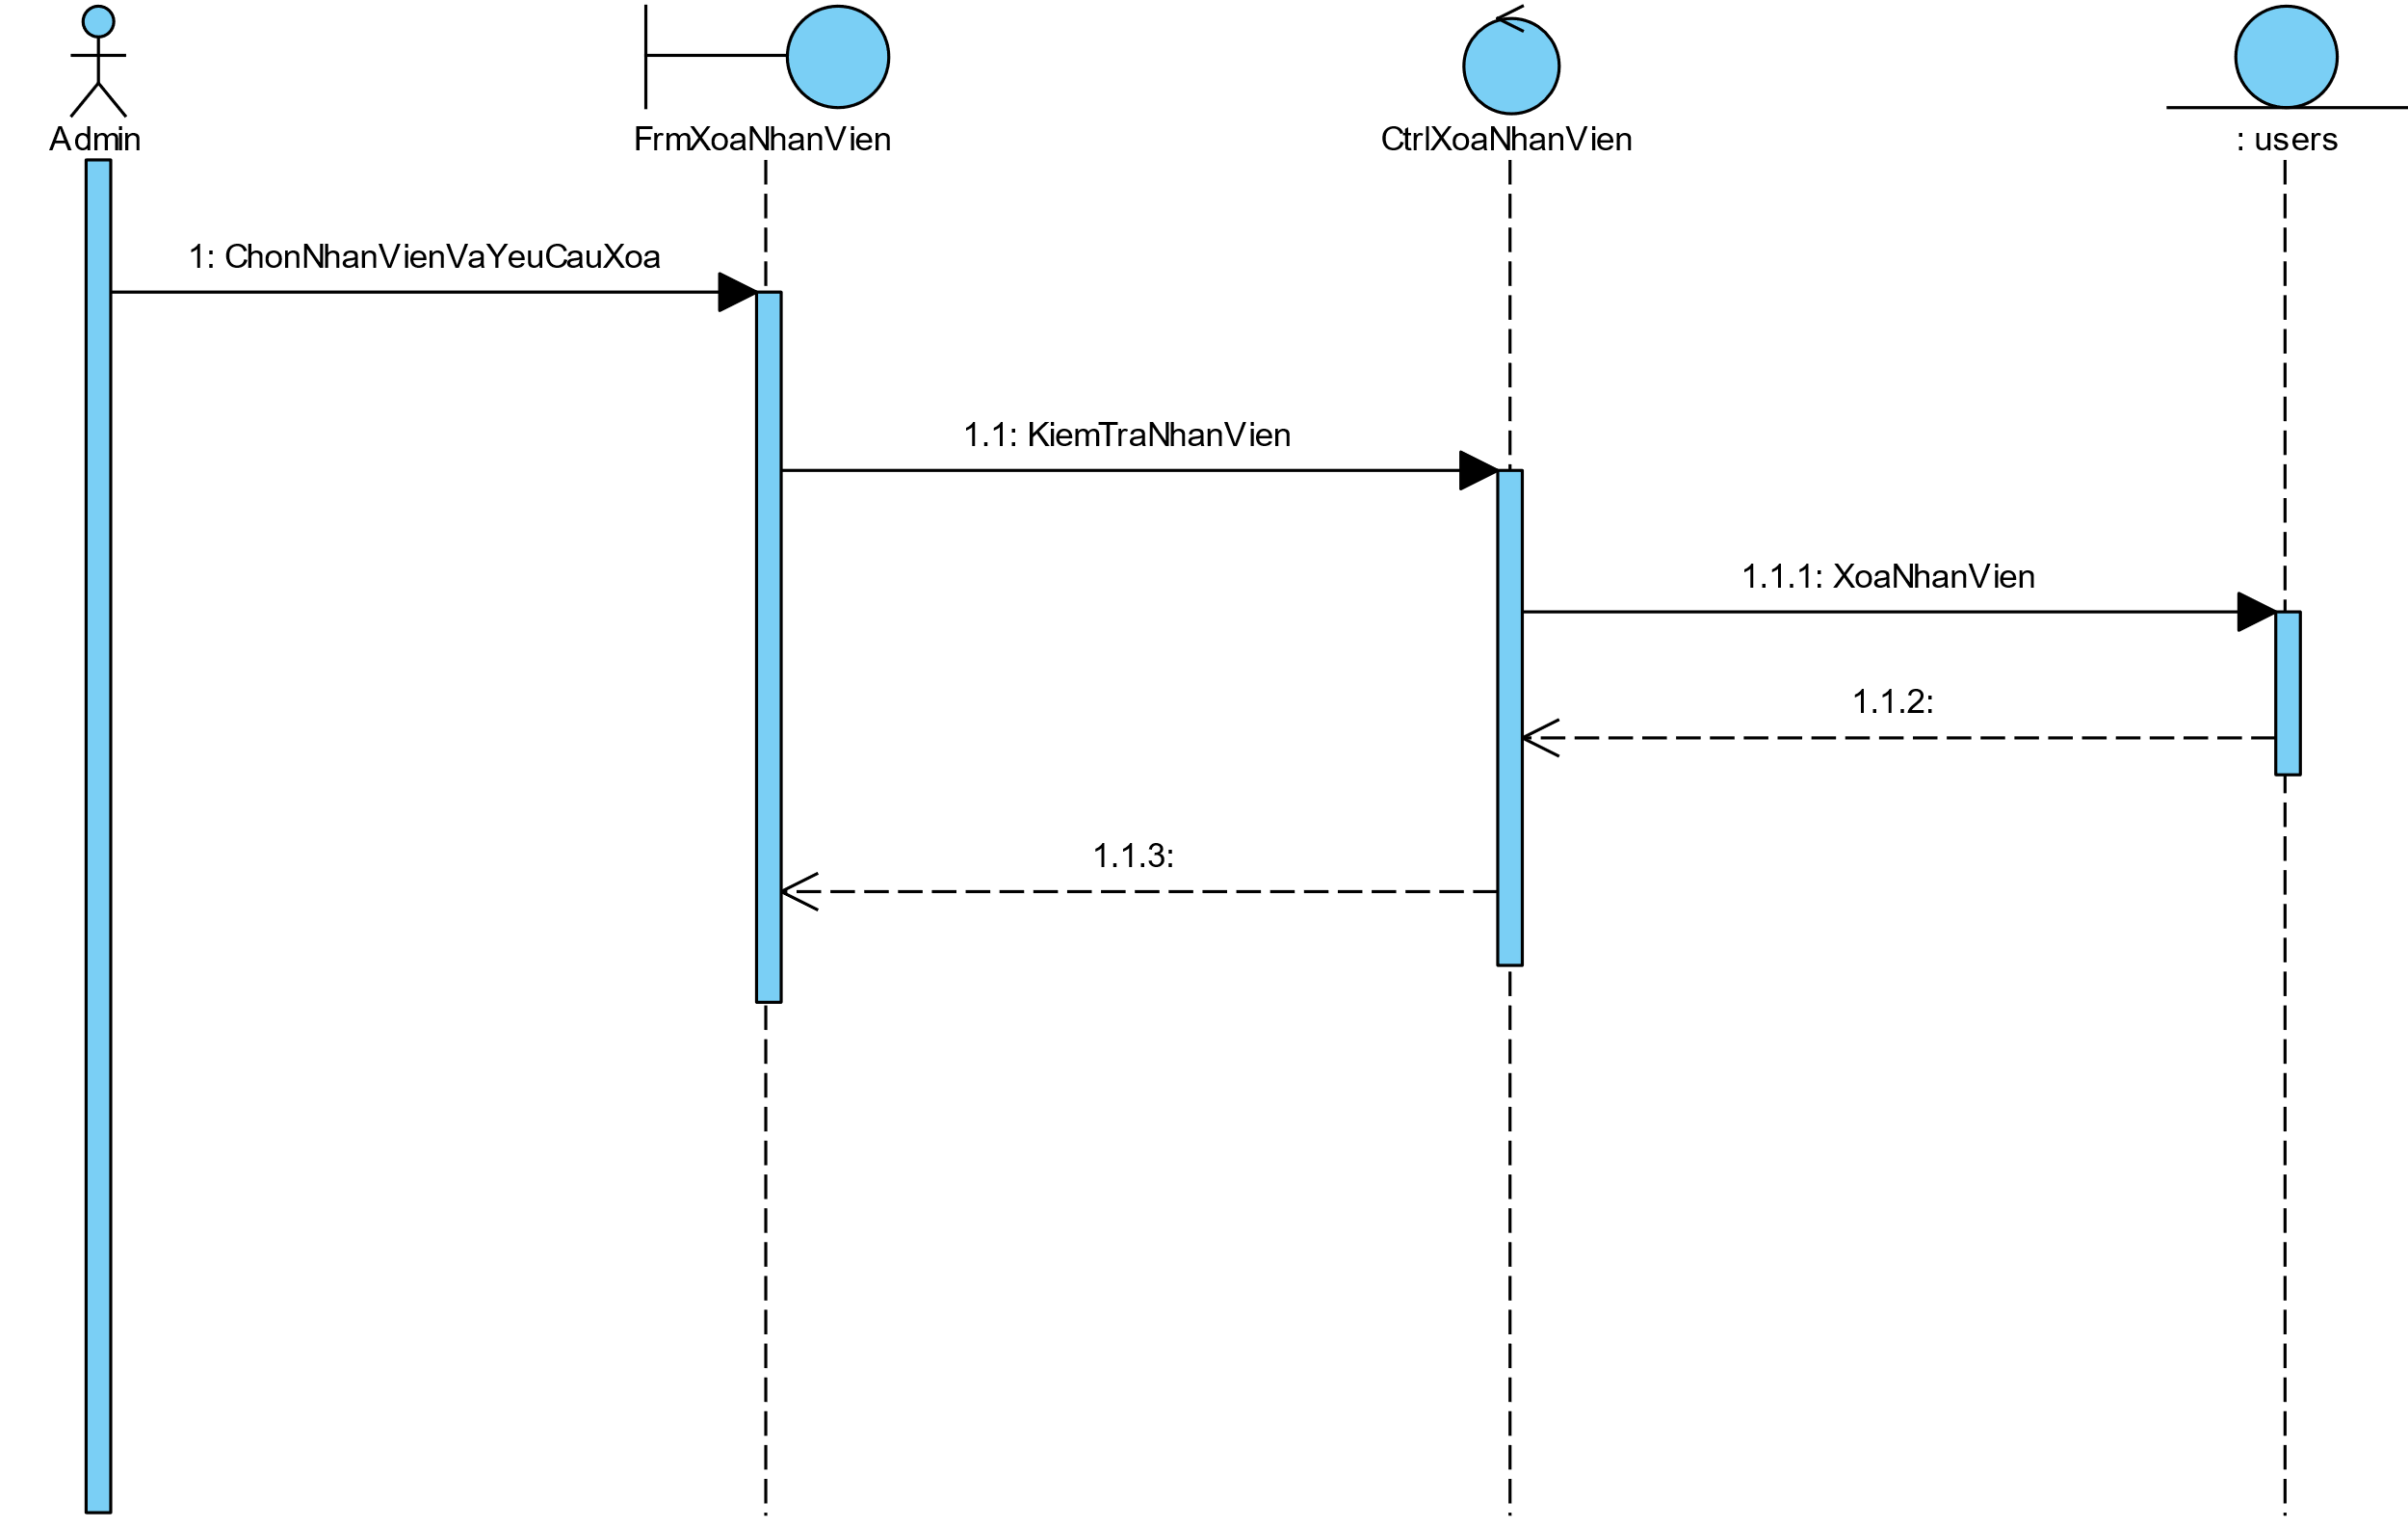 Admin
FrmXoaNhanVien
CtrlXoaNhanVien
: users
1: ChonNhanVienVaYeuCauXoa
1.1: KiemTraNhanVien
1.1.1: XoaNhanVien
1.1.2:
1.1.3: